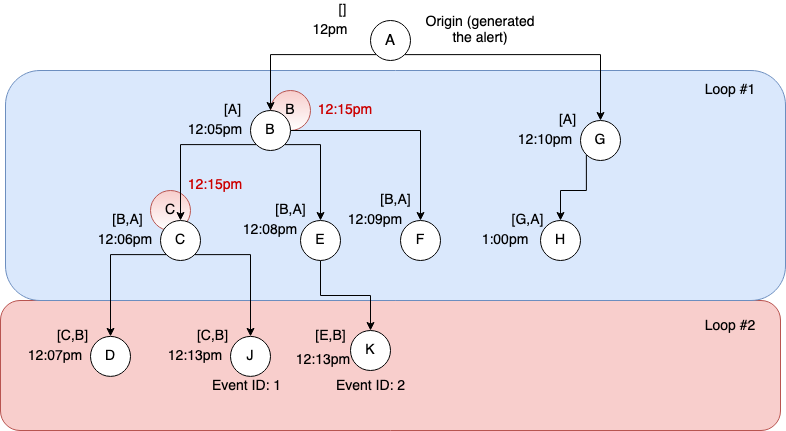 []
12pm
A
Origin (generated
the alert)
Loop #1
[A]
12:05pm
B
B
12:15pm
[A]
12:10pm
G
12:15pm
C
[B,A]
12:06pm
C
[B,A]
12:08pm
E
[B,A]
12:09pm
F
[G,A]
1:00pm
H
Loop #2
[C,B]
12:07pm
D
[C,B]
12:13pm
J
Event ID: 1
[E,B]
12:13pm
K
Event ID: 2